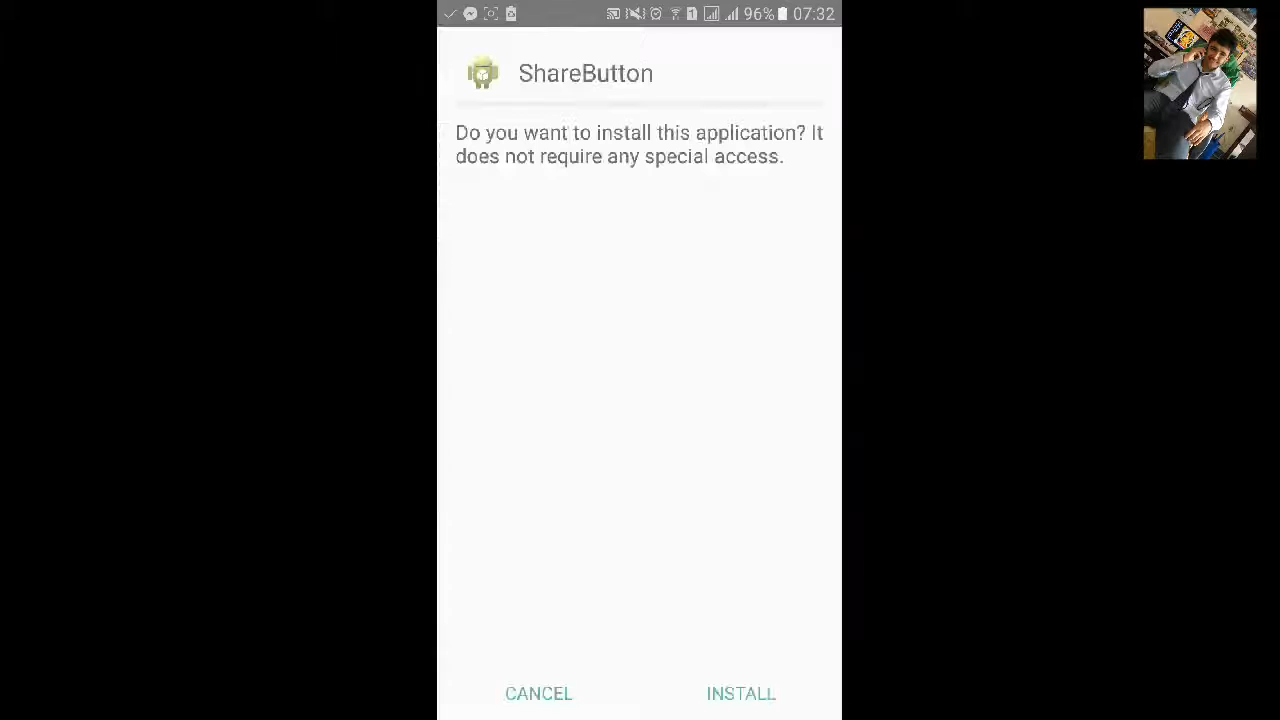 96% 07:32
ShareButton
Do you want to install this application? It
does not require any special access.
CANCEL
INSTALL